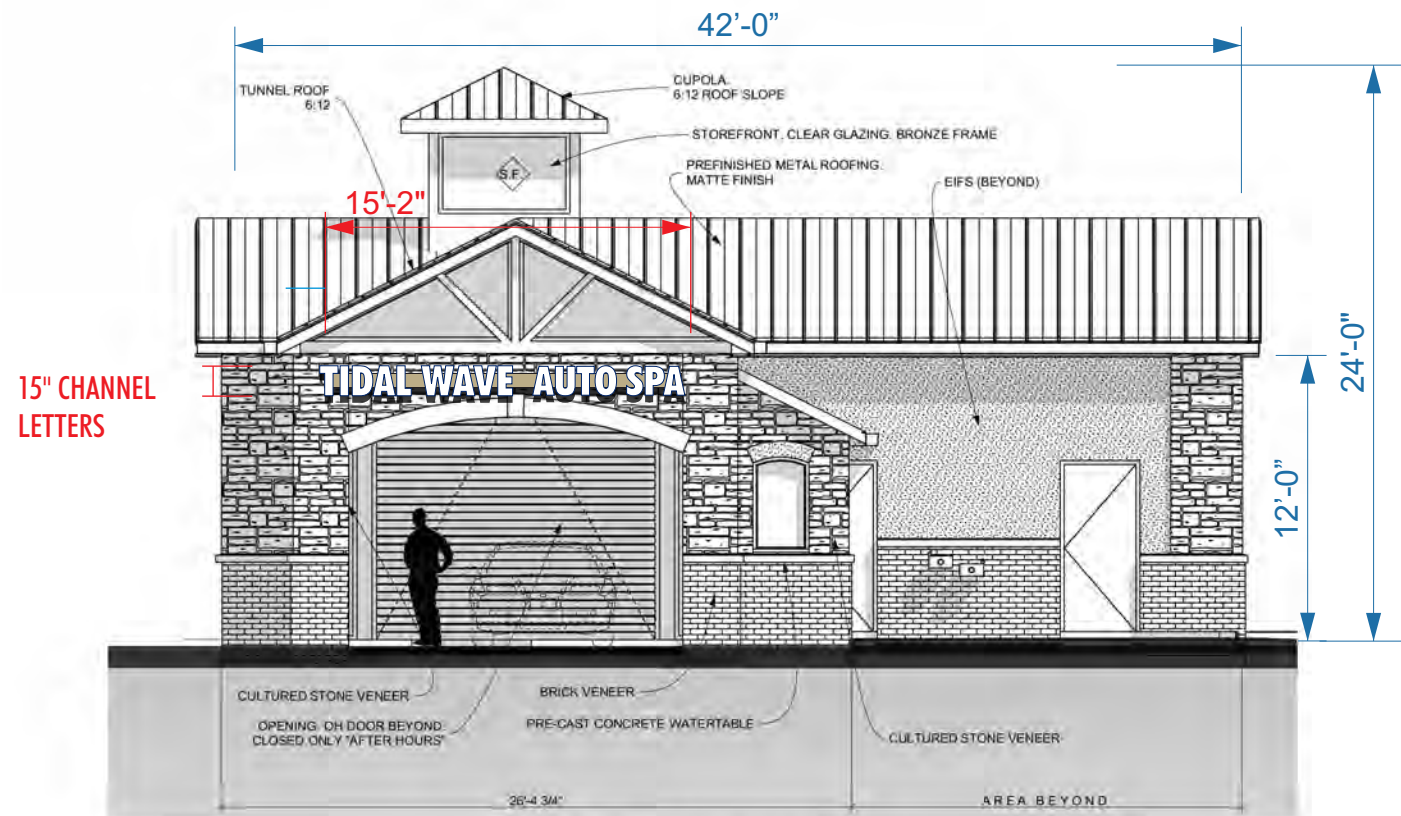 42'-0"
TUNNEL ROOF
6:12
CUPOLA.
6:12 ROOF SLOPE
STOREFRONT. CLEAR GLAZING. BRONZE FRAME
S.F.
PREFINISHED METAL ROOFING.
MATTE FINISH
EIFS (BEYOND)
15'-2"
24'-0"
15" CHANNEL
LETTERS
TIDAL WAVE AUTO SPA
12'-0"
CULTURED STONE VENEER
BRICK VENEER
OPENING. OH DOOR BEYOND
CLOSED ONLY "AFTER HOURS"
PRE-CAST CONCRETE WATERTABLE
CULTURED STONE VENEER
26'-4 3/4"
AREA BEYOND